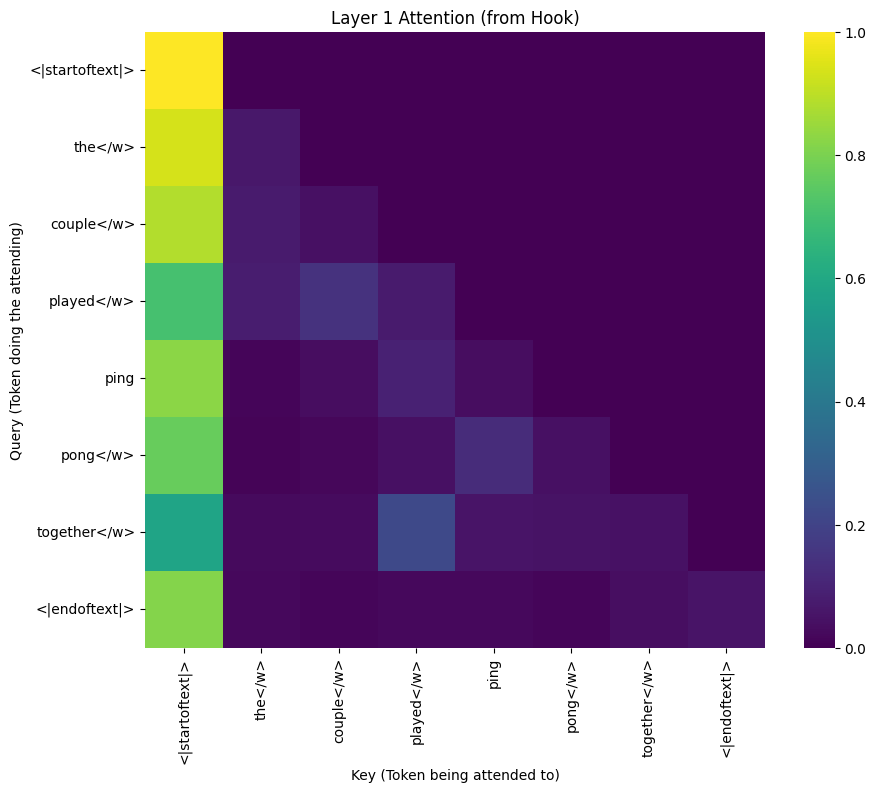 Layer 1 Attention (from Hook)
Query (Token doing the attending)
<|startoftext|>
the</w>
couple</w>
played</w>
ping
pong</w>
together</w>
<|endoftext|>
1.0
0.8
0.6
0.4
0.2
0.0
<|startoftext|>
the</w>
couple</w>
played</w>
ping
pong</w>
together</w>
<|endoftext|>
Key (Token being attended to)